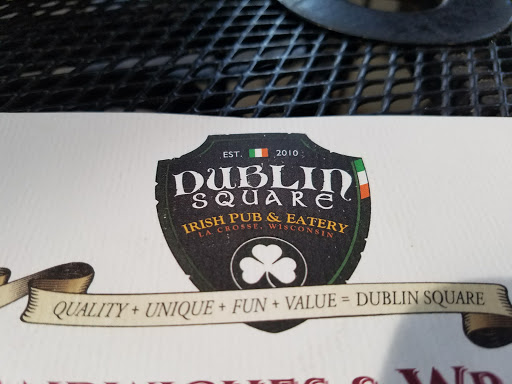 EST. 2010
DUBLIN
SQUARE
IRISH PUB & EATERY
LA CROSSE, WISCONSIN
QUALITY + UNIQUE + FUN + VALUE = DUBLIN SQUARE